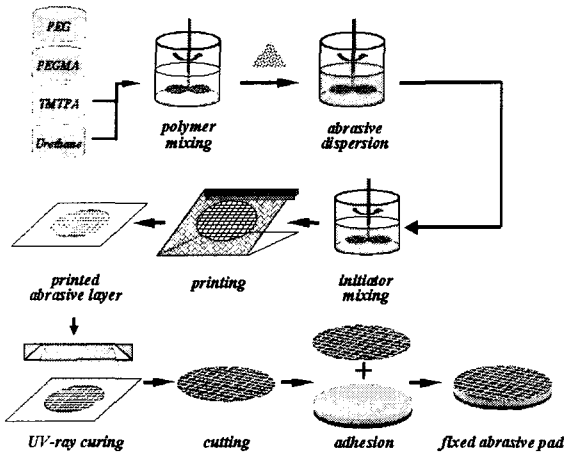 PEG
PEGMA
TMTPA
Urethane
polymer
mixing
abrasive
dispersion
printed
abrasive layer
printing
initiator
mixing
UV-ray curing
cutting
+
adhesion
fixed abrasive pad